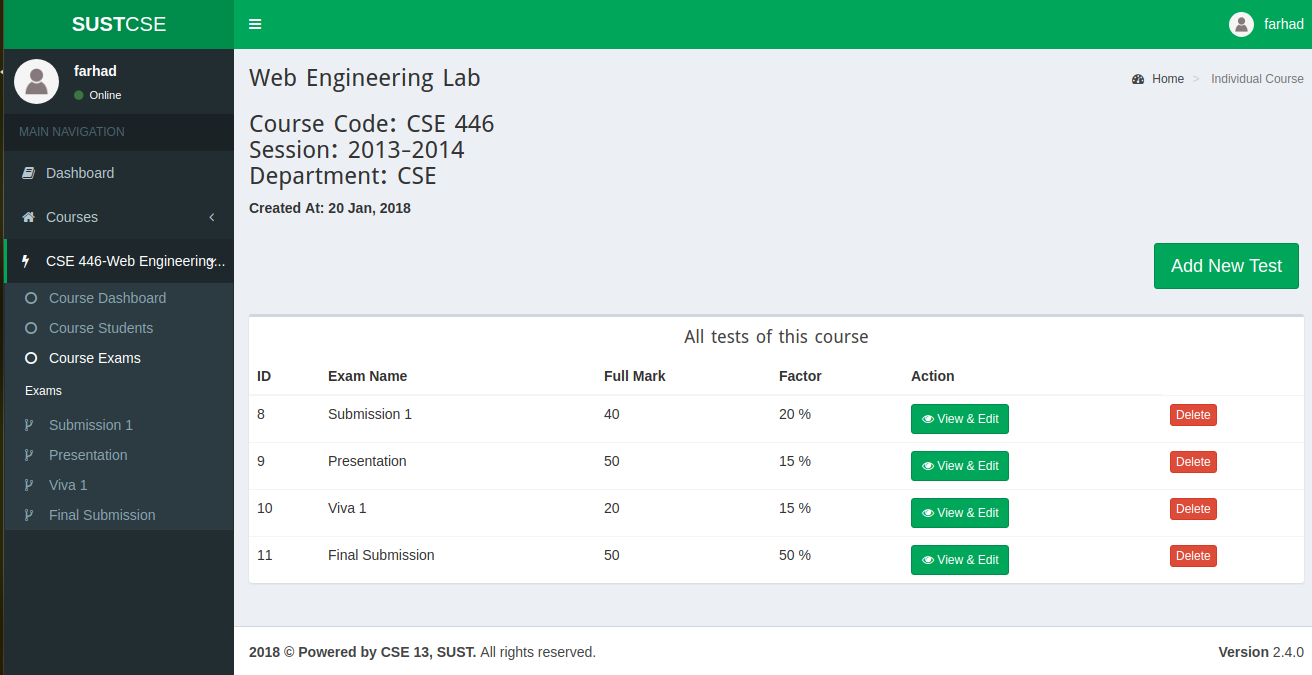 SUSTCSE
farhad
farhad
Online
MAIN NAVIGATION
Dashboard
Courses
CSE 446-Web Engineering...
Course Dashboard
Course Students
Course Exams
Exams
Submission 1
Presentation
Viva 1
Final Submission
Web Engineering Lab
Home > Individual Course
Course Code: CSE 446
Session: 2013-2014
Department: CSE
Created At: 20 Jan, 2018
Add New Test
All tests of this course
ID Exam Name Full Mark Factor Action
8 Submission 1 40 20 % View & Edit Delete
9 Presentation 50 15 % View & Edit Delete
10 Viva 1 20 15 % View & Edit Delete
11 Final Submission 50 50 % View & Edit Delete
2018 © Powered by CSE 13, SUST. All rights reserved.
Version 2.4.0